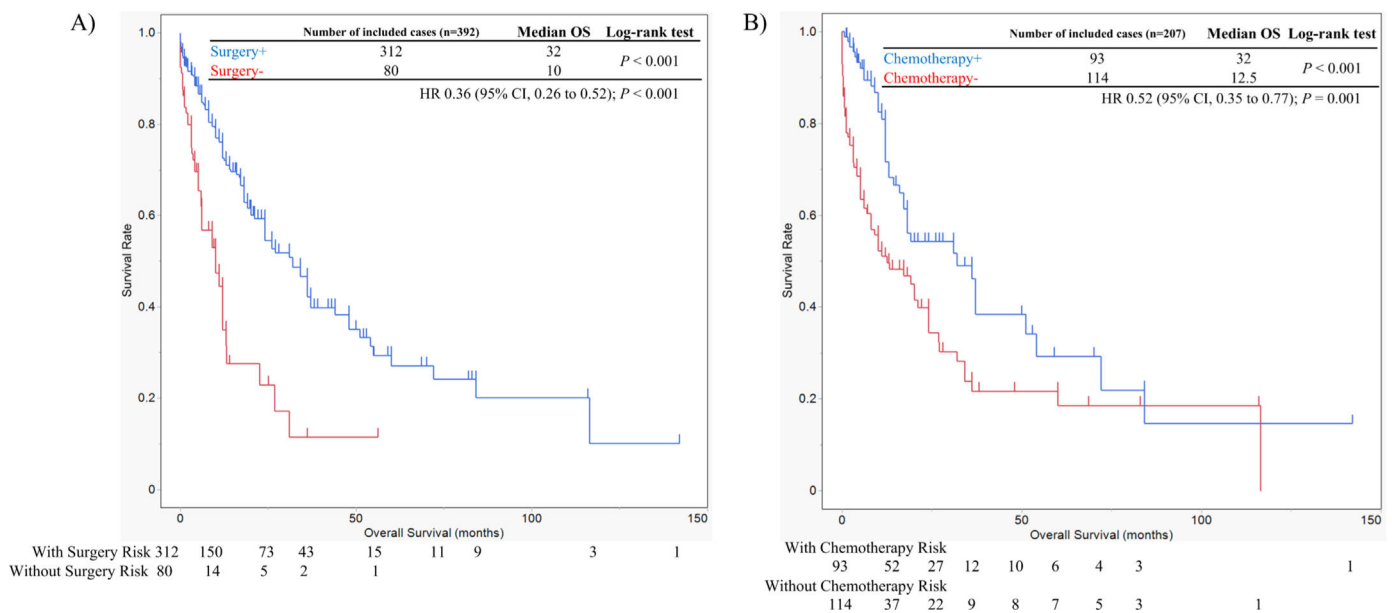 A)
Number of included cases (n=392) Median OS Log-rank test
Surgery+ 312 32
P < 0.001
Surgery- 80 10
HR 0.36 (95% CI, 0.26 to 0.52); P < 0.001
1.0
0.8
0.6
0.4
0.2
0
Survival Rate
0 50 100 150
Overall Survival (months)
With Surgery Risk 312 150 73 43 15 11 9 3 1
Without Surgery Risk 80 14 5 2 1
B)
Number of included cases (n=207) Median OS Log-rank test
Chemotherapy+ 93 32
P < 0.001
Chemotherapy- 114 12.5
HR 0.52 (95% CI, 0.35 to 0.77); P = 0.001
1.0
0.8
0.6
0.4
0.2
0
Survival Rate
0 50 100 150
Overall Survival (months)
With Chemotherapy Risk
93 52 27 12 10 6 4 3 1
Without Chemotherapy Risk
114 37 22 9 8 7 5 3 1